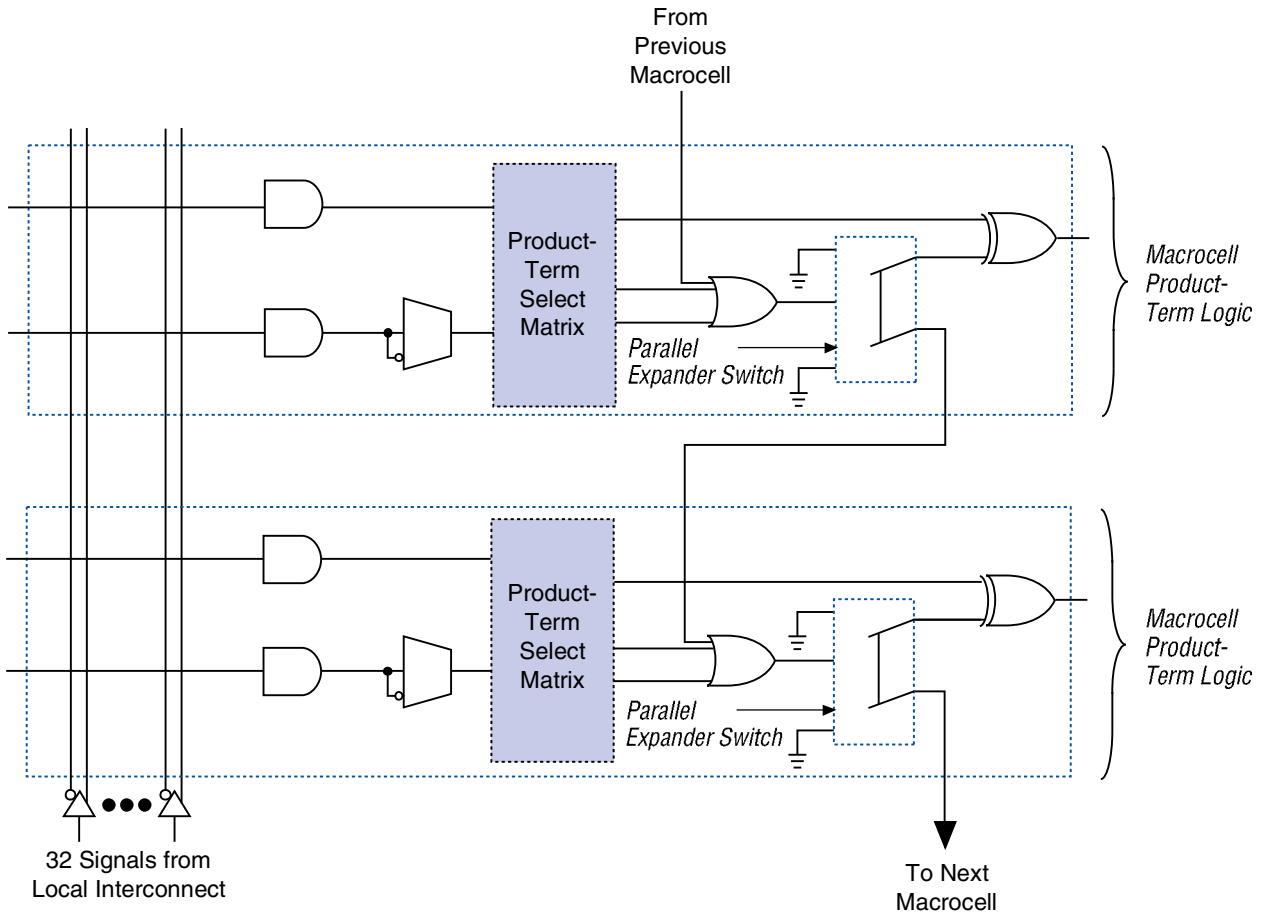 From
Previous
Macrocell
Product-
Term
Select
Matrix
Parallel
Expander Switch
Macrocell
Product-
Term Logic
Product-
Term
Select
Matrix
Parallel
Expander Switch
Macrocell
Product-
Term Logic
32 Signals from
Local Interconnect
To Next
Macrocell